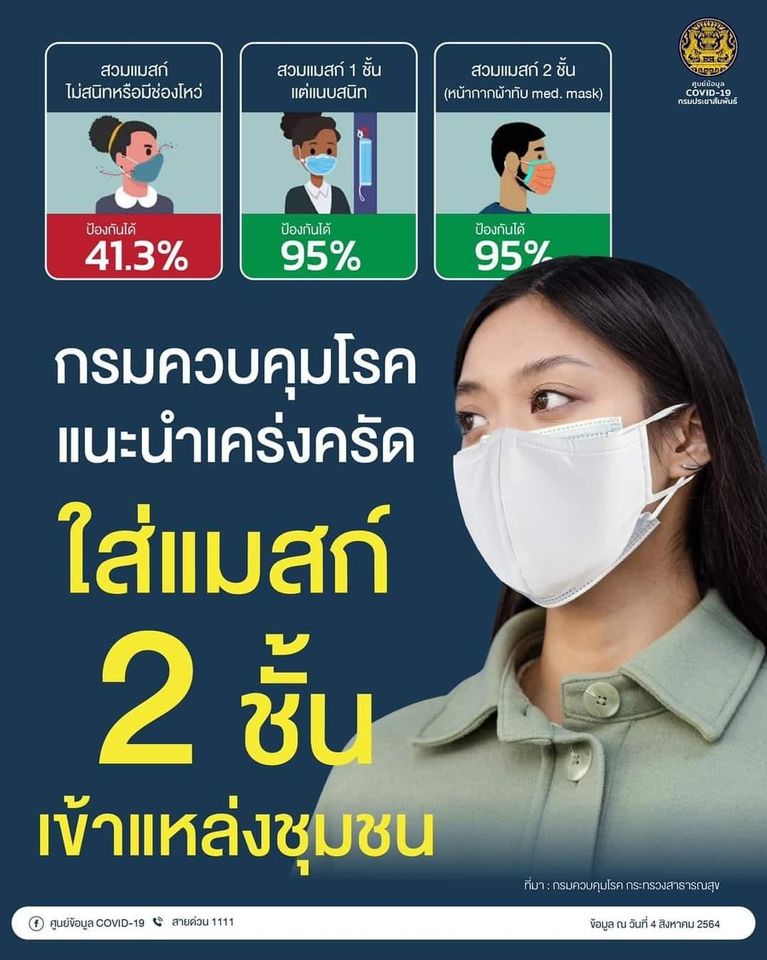 สวมแมสก์
ไม่สนิทหรือมีช่องโหว่
ป้องกันได้
41.3%
สวมแมสก์ 1 ชั้น
แต่แนบสนิท
ป้องกันได้
95%
สวมแมสก์ 2 ชั้น
(หน้ากากผ้าทับ med. mask)
ป้องกันได้
95%
ศูนย์ข้อมูล
COVID-19
กรมประชาสัมพันธ์
กรมควบคุมโรค
แนะนำเคร่งครัด
ใส่แมสก์
2 ชั้น
เข้าแหล่งชุมชน
ที่มา : กรมควบคุมโรค กระทรวงสาธารณสุข
ศูนย์ข้อมูล COVID-19 สายด่วน 1111
ข้อมูล ณ วันที่ 4 สิงหาคม 2564